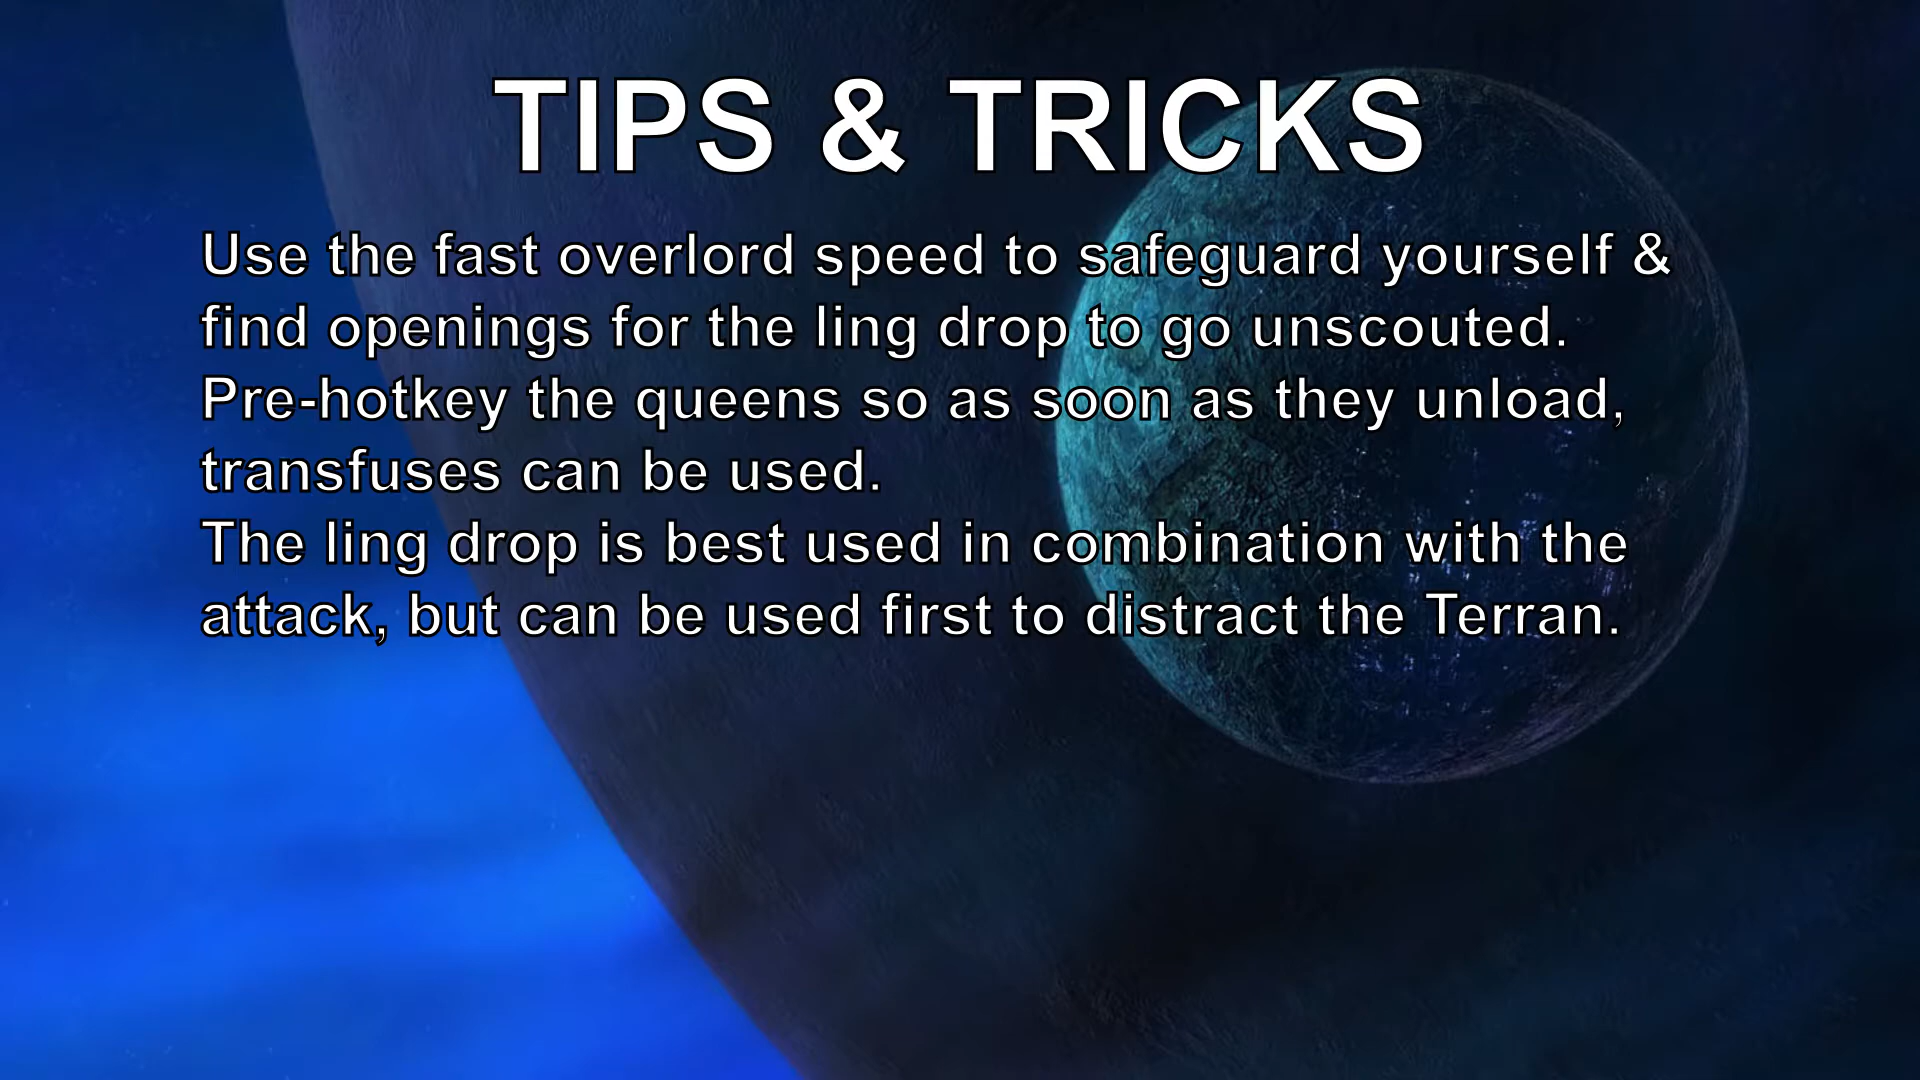 TIPS & TRICKS
Use the fast overlord speed to safeguard yourself &
find openings for the ling drop to go unscouted.
Pre-hotkey the queens so as soon as they unload,
transfuses can be used.
The ling drop is best used in combination with the
attack, but can be used first to distract the Terran.